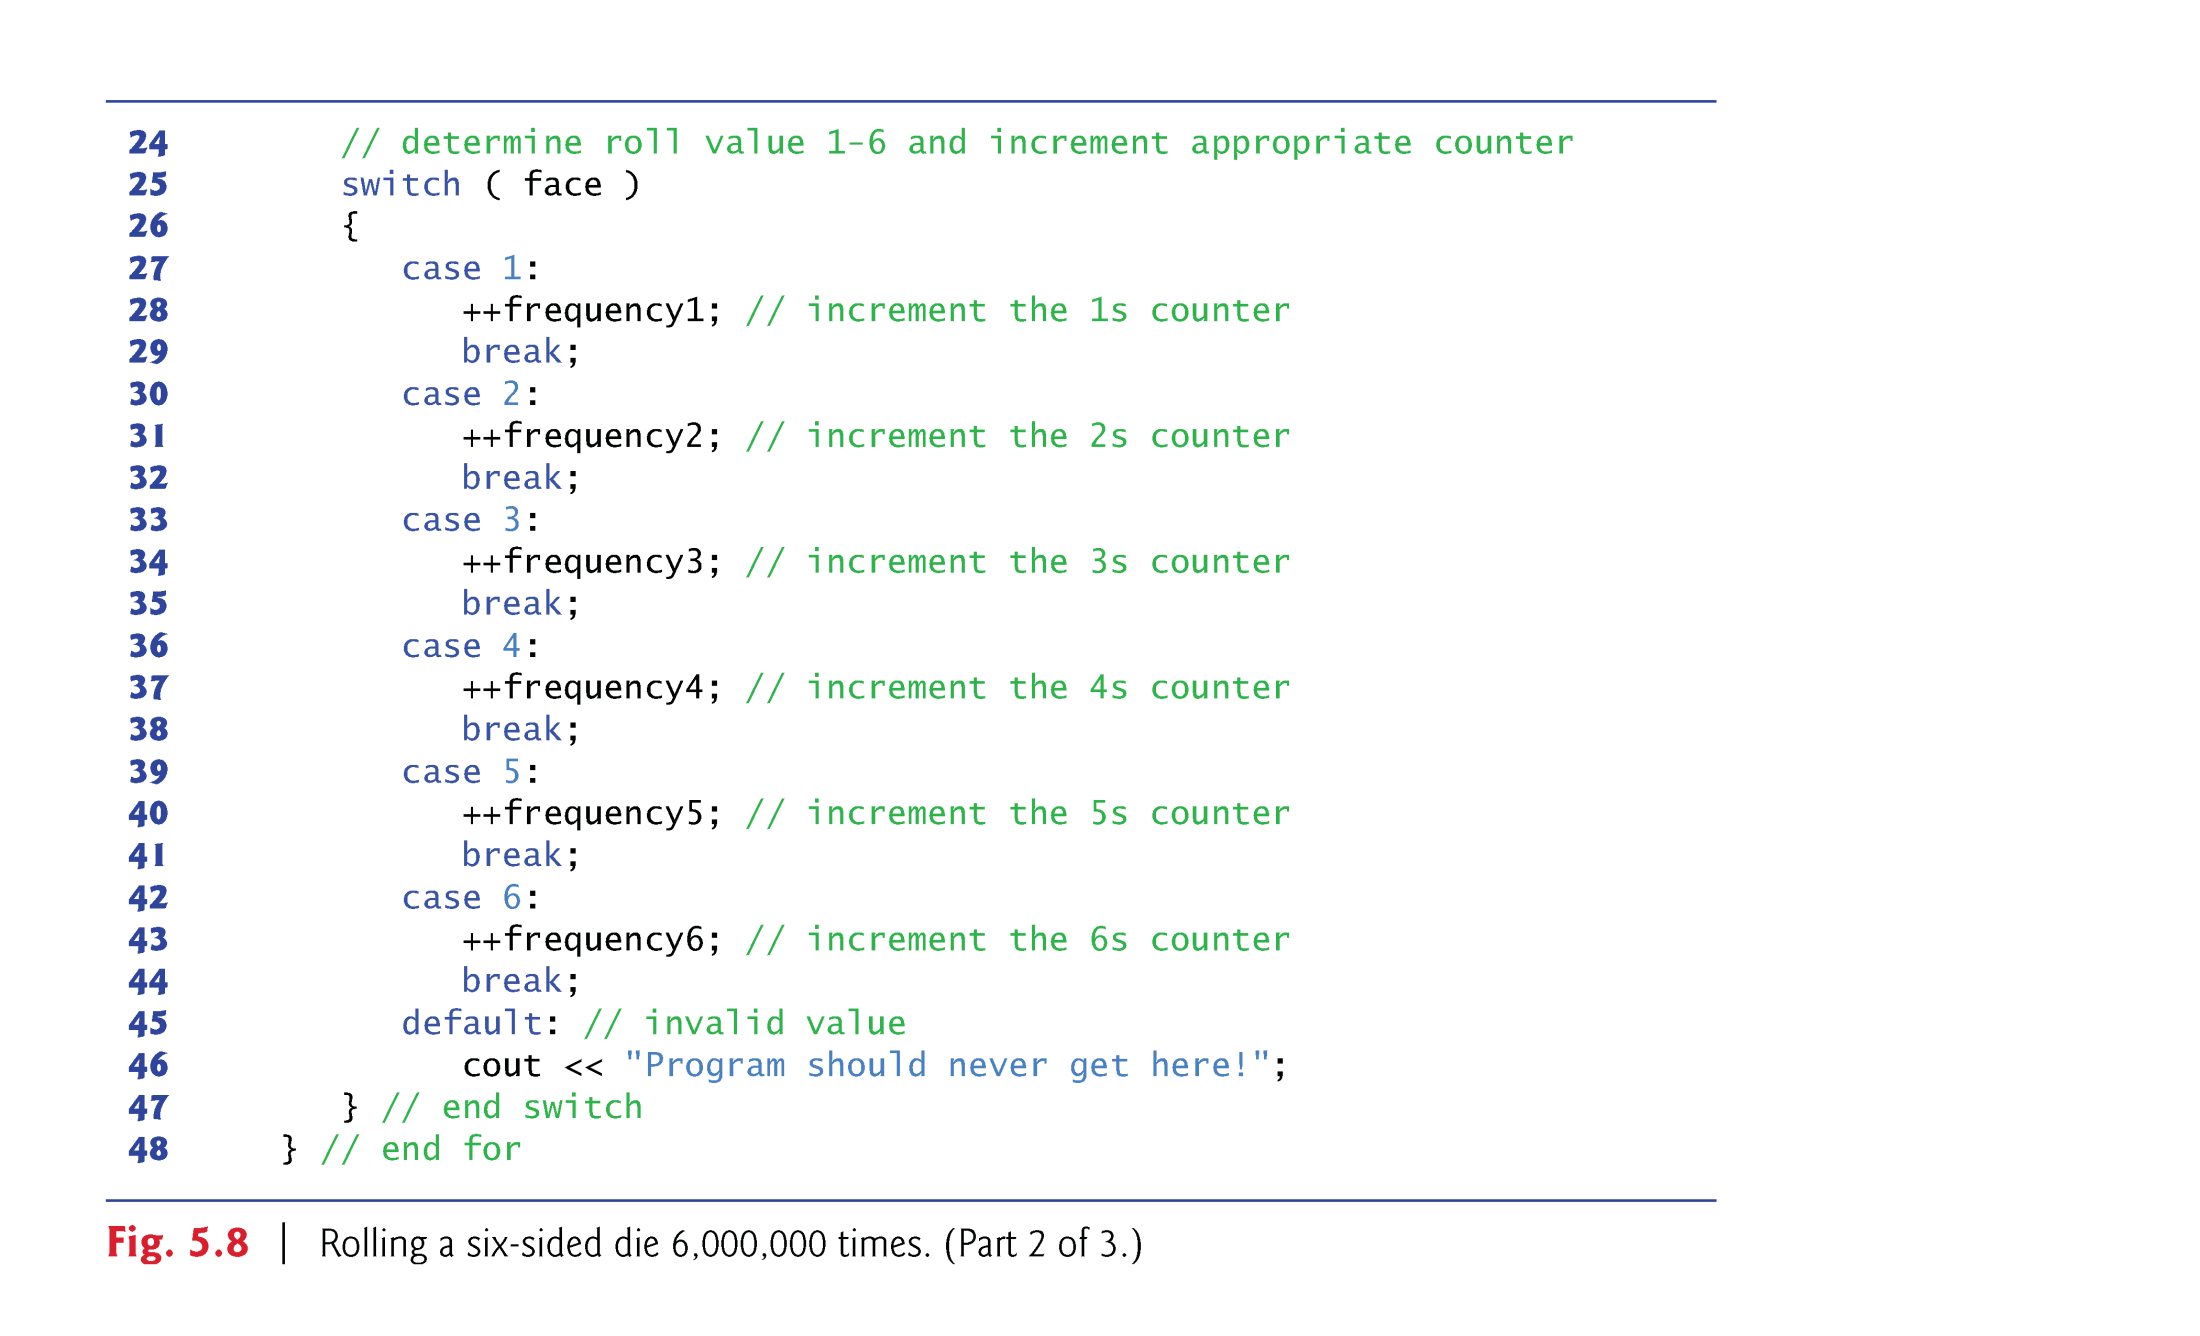 24 // determine roll value 1-6 and increment appropriate counter
25 switch ( face )
26 {
27 case 1:
28 ++frequency1; // increment the 1s counter
29 break;
30 case 2:
31 ++frequency2; // increment the 2s counter
32 break;
33 case 3:
34 ++frequency3; // increment the 3s counter
35 break;
36 case 4:
37 ++frequency4; // increment the 4s counter
38 break;
39 case 5:
40 ++frequency5; // increment the 5s counter
41 break;
42 case 6:
43 ++frequency6; // increment the 6s counter
44 break;
45 default: // invalid value
46 cout << "Program should never get here!";
47 } // end switch
48 } // end for
Fig. 5.8 | Rolling a six-sided die 6,000,000 times. (Part 2 of 3.)